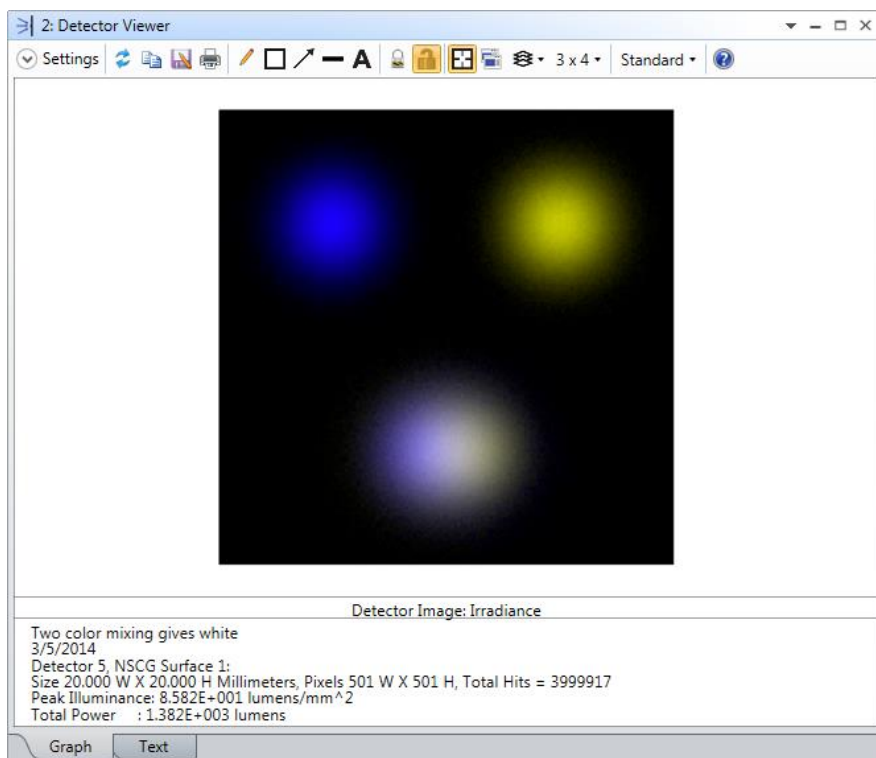 2: Detector Viewer
Settings A 3 x 4 Standard
Detector Image: Irradiance
Two color mixing gives white
3/5/2014
Detector 5, NSCG Surface 1:
Size 20.000 W X 20.000 H Millimeters, Pixels 501 W X 501 H, Total Hits = 3999917
Peak Illuminance: 8.582E+001 lumens/mm^2
Total Power : 1.382E+003 lumens
Graph Text